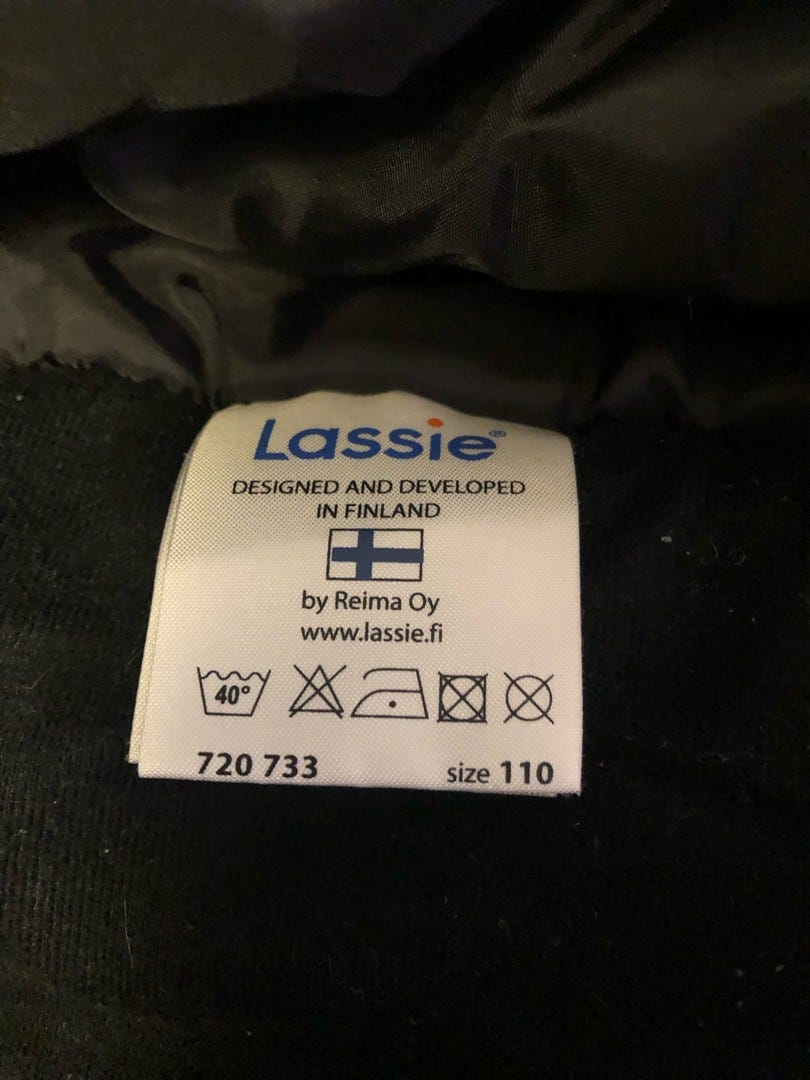 Lassie®
DESIGNED AND DEVELOPED
IN FINLAND
by Reima Oy
www.lassie.fi
40°
720 733 size 110